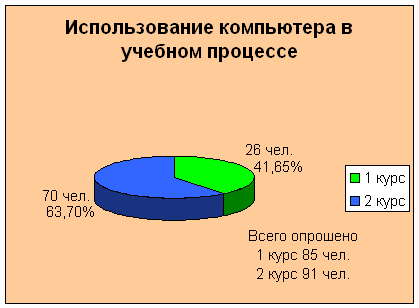 Использование компьютера в
учебном процессе
26 чел.
41,65%
70 чел.
63,70%
1 курс
2 курс
Всего опрошено
1 курс 85 чел.
2 курс 91 чел.